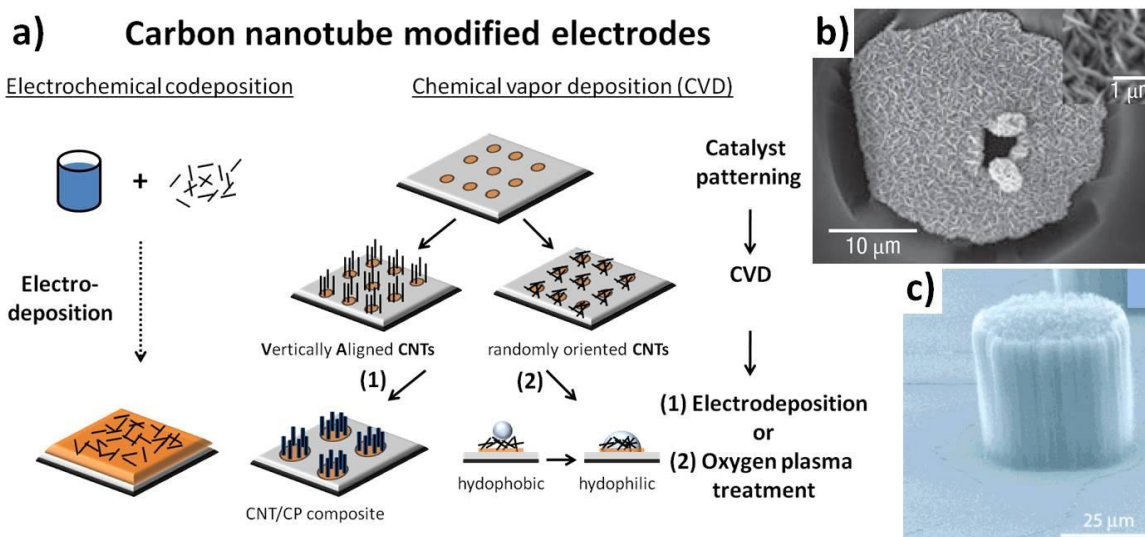 a) Carbon nanotube modified electrodes
Electrochemical codeposition
Chemical vapor deposition (CVD)
+
Electro-
deposition
Vertically Aligned CNTs
randomly oriented CNTs
(1)
(2)
CNT/CP composite
hydophobic
hydophilic
Catalyst
patterning
CVD
(1) Electrodeposition
or
(2) Oxygen plasma
treatment
b)
1 μm
10 μm
c)
25 μm